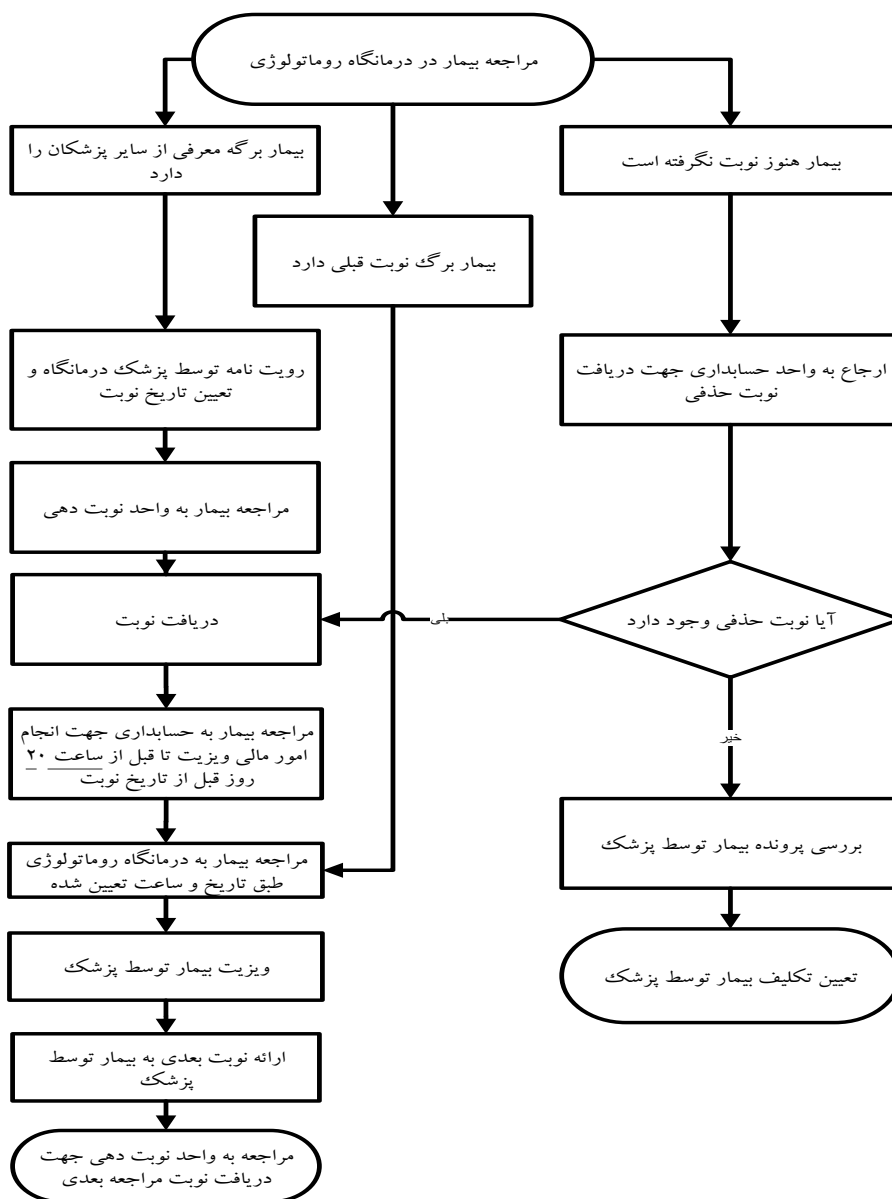 مراجعه بیمار در درمانگاه روماتولوژی
بیمار برگه معرفی از سایر پزشکان را
دارد
بیمار هنوز نوبت نگرفته است
بیمار برگ نوبت قبلی دارد
رویت نامه توسط پزشک درمانگاه و
تعیین تاریخ نوبت
ارجاع به واحد حسابداری جهت دریافت
نوبت حذفی
مراجعه بیمار به واحد نوبت دهی
دریافت نوبت
بلی
آیا نوبت حذفی وجود دارد
مراجعه بیمار به حسابداری جهت انجام
امور مالی ویزیت تا قبل از ساعت ۲۰
روز قبل از تاریخ نوبت
خیر
مراجعه بیمار به درمانگاه روماتولوژی
طبق تاریخ و ساعت تعیین شده
بررسی پرونده بیمار توسط پزشک
ویزیت بیمار توسط پزشک
تعیین تکلیف بیمار توسط پزشک
ارائه نوبت بعدی به بیمار توسط
پزشک
مراجعه به واحد نوبت دهی جهت
دریافت نوبت مراجعه بعدی